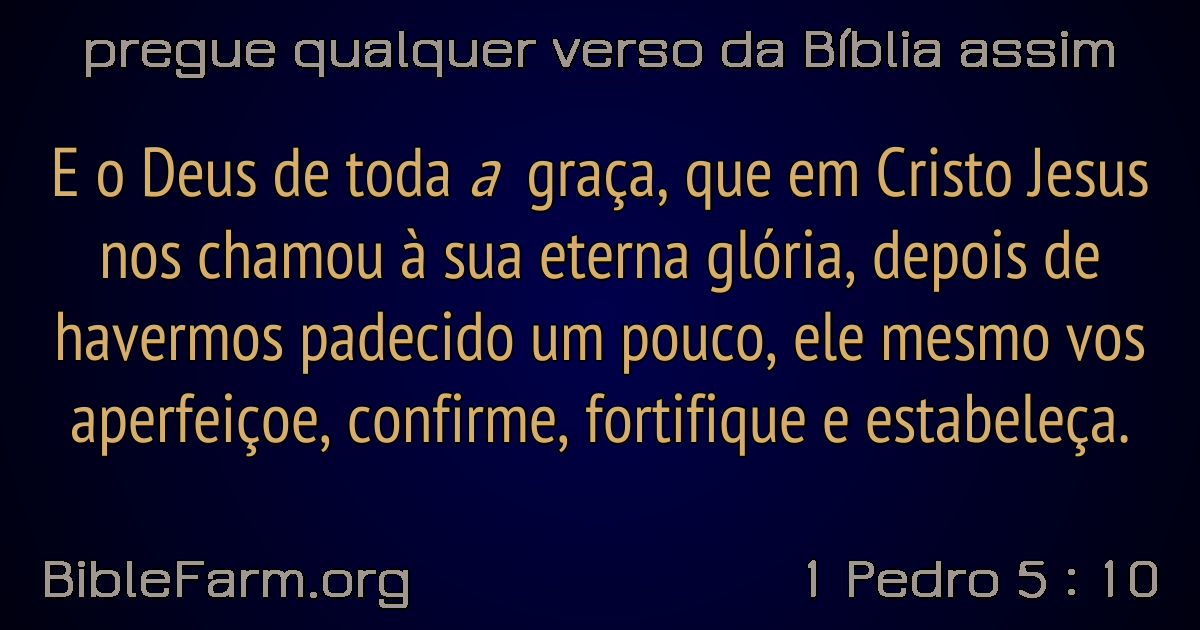 pregue qualquer verso da Bíblia assim
E o Deus de toda a graça, que em Cristo Jesus
nos chamou à sua eterna glória, depois de
havermos padecido um pouco, ele mesmo vos
aperfeiçoe, confirme, fortifique e estabeleça.
BibleFarm.org
1 Pedro 5 : 10